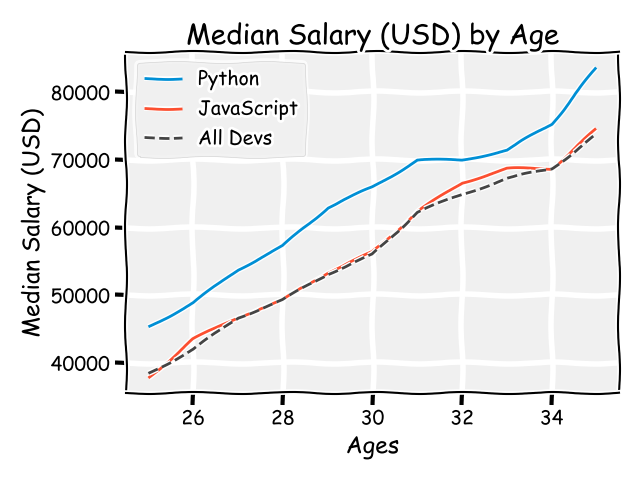 Median Salary (USD) by Age
Python
JavaScript
All Devs
Median Salary (USD)
80000
70000
60000
50000
40000
26 28 30 32 34
Ages